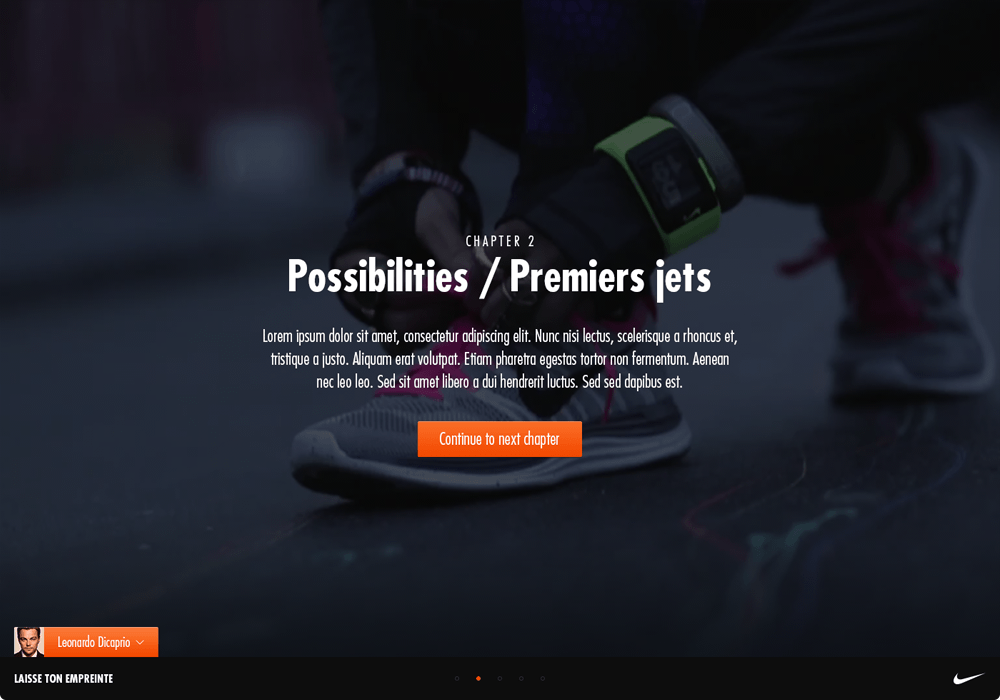 CHAPTER 2
Possibilities / Premiers jets
Lorem ipsum dolor sit amet, consectetur adipiscing elit. Nunc nisi lectus, scelerisque a rhoncus et,
tristique a justo. Aliquam erat volutpat. Etiam pharetra egestas tortor non fermentum. Aenean
nec leo leo. Sed sit amet libero a dui hendrerit luctus. Sed sed dapibus est.
Continue to next chapter
Leonardo Dicaprio
LAISSE TON EMPREINTE